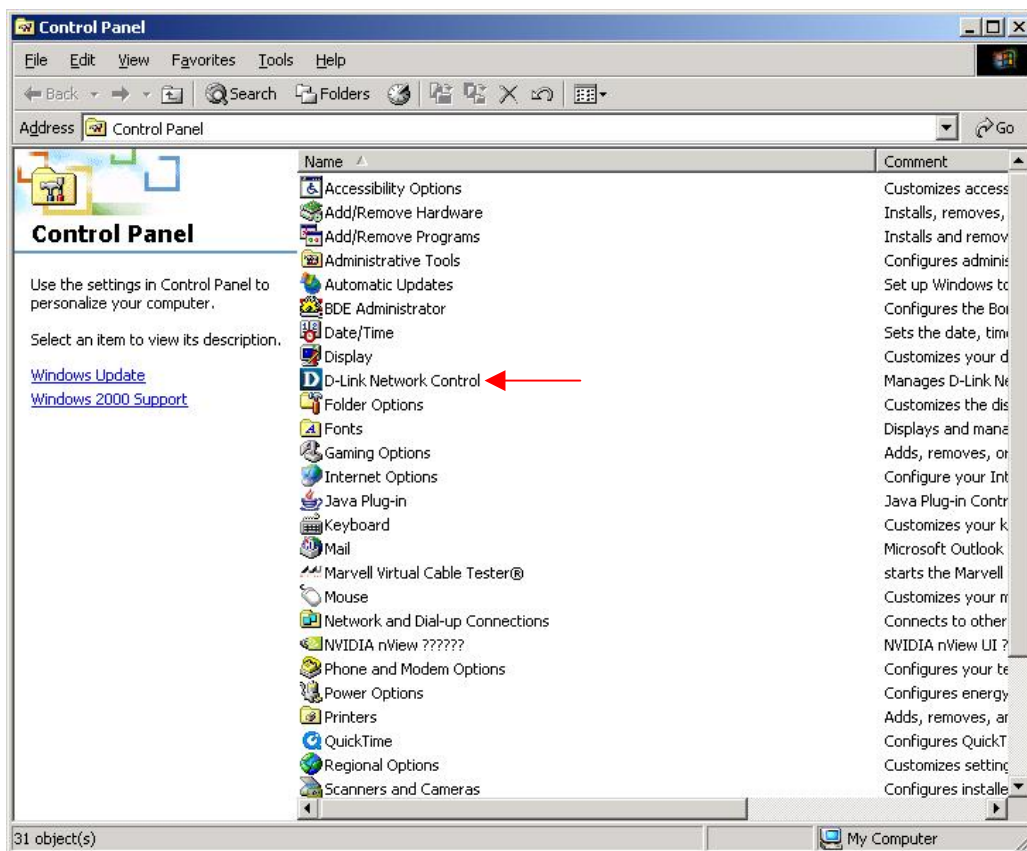 Control Panel
File Edit View Favorites Tools Help
Back Search Folders
Address Control Panel Go
Control Panel
Use the settings in Control Panel to
personalize your computer.
Select an item to view its description.
Windows Update
Windows 2000 Support
Name Comment
Accessibility Options Customizes access
Add/Remove Hardware Installs, removes,
Add/Remove Programs Installs and remov
Administrative Tools Configures adminis
Automatic Updates Set up Windows to
BDE Administrator Configures the Bor
Date/Time Sets the date, time
Display Customizes your d
D-Link Network Control Manages D-Link Ne
Folder Options Customizes the dis
Fonts Displays and mana
Gaming Options Adds, removes, or
Internet Options Configure your Int
Java Plug-in Java Plug-in Contr
Keyboard Customizes your k
Mail Microsoft Outlook
Marvell Virtual Cable Tester® starts the Marvell
Mouse Customizes your m
Network and Dial-up Connections Connects to other
NVIDIA nView ?????? NVIDIA nView UI ?
Phone and Modem Options Configures your te
Power Options Configures energy
Printers Adds, removes, an
QuickTime Configures QuickT
Regional Options Customizes setting
Scanners and Cameras Configures installe
31 object(s) My Computer